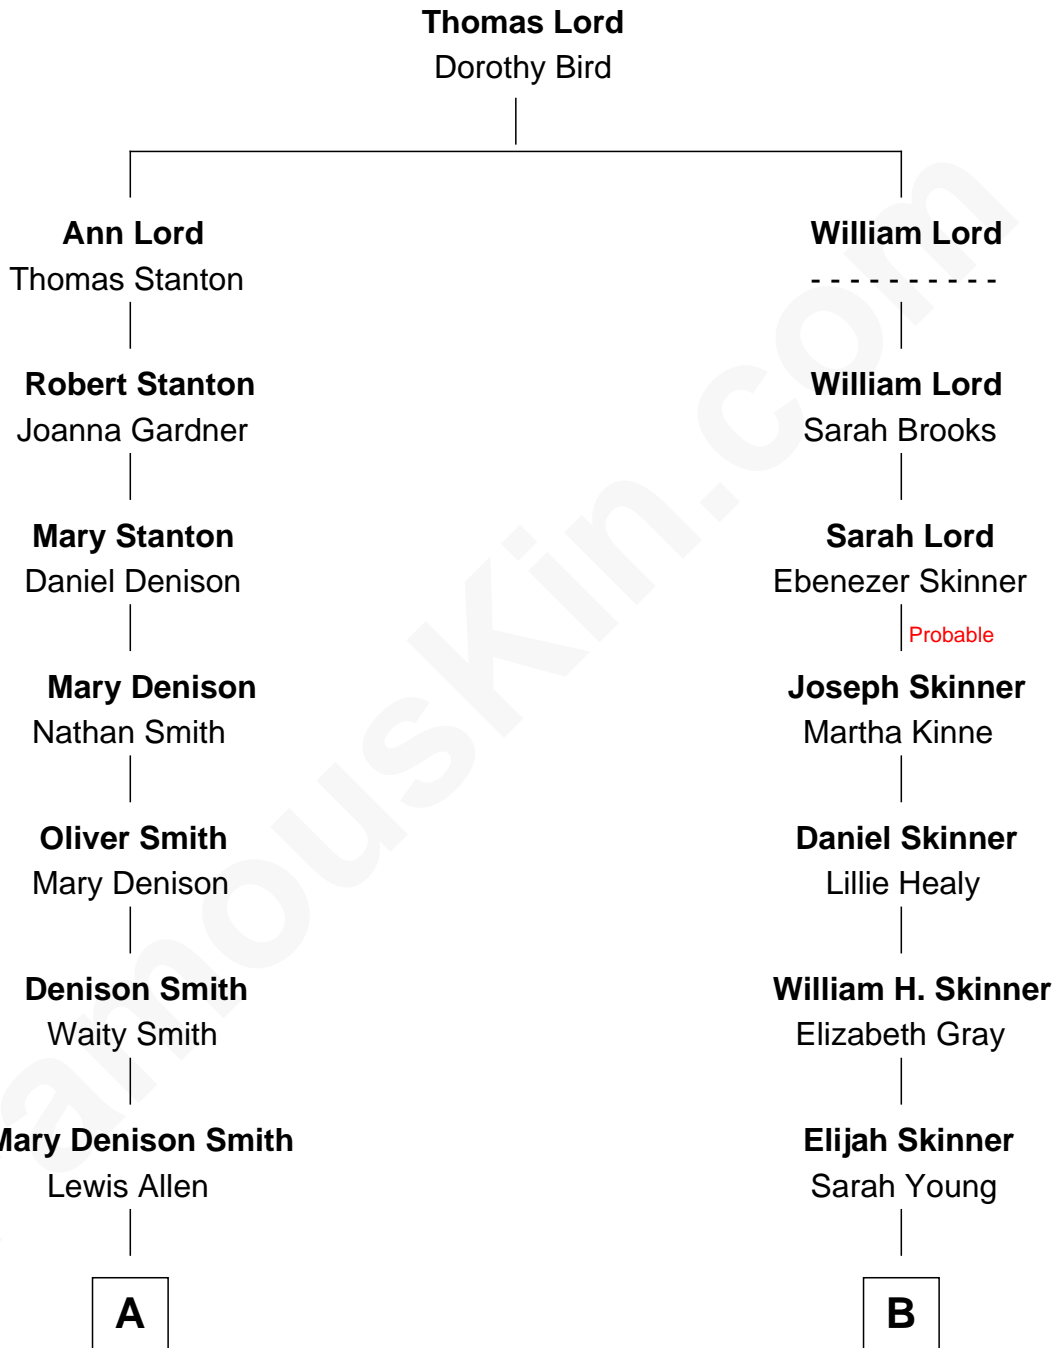 Thomas Lord
Dorothy Bird
Ann Lord
Thomas Stanton
William Lord
- - - - - - - - - -
Robert Stanton
Joanna Gardner
William Lord
Sarah Brooks
Mary Stanton
Daniel Denison
Sarah Lord
Ebenezer Skinner
Probable
Mary Denison
Nathan Smith
Joseph Skinner
Martha Kinne
Oliver Smith
Mary Denison
Daniel Skinner
Lillie Healy
Denison Smith
Waity Smith
William H. Skinner
Elizabeth Gray
Mary Denison Smith
Lewis Allen
Elijah Skinner
Sarah Young
A
B
amouskin.com